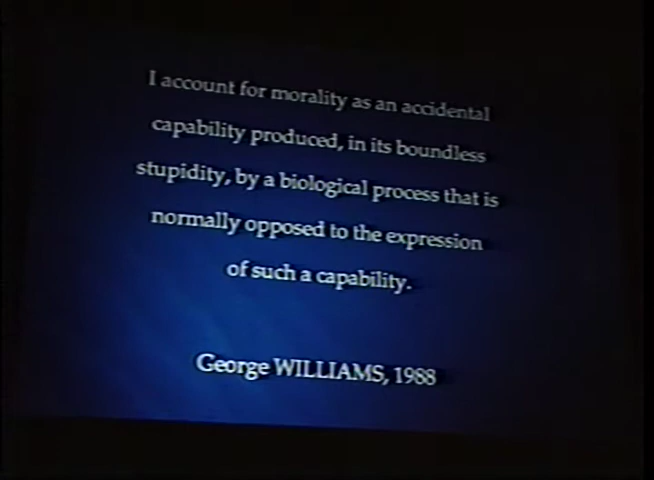 I account for morality as an accidental
capability produced, in its boundless
stupidity, by a biological process that is
normally opposed to the expression
of such a capability.
George WILLIAMS, 1988